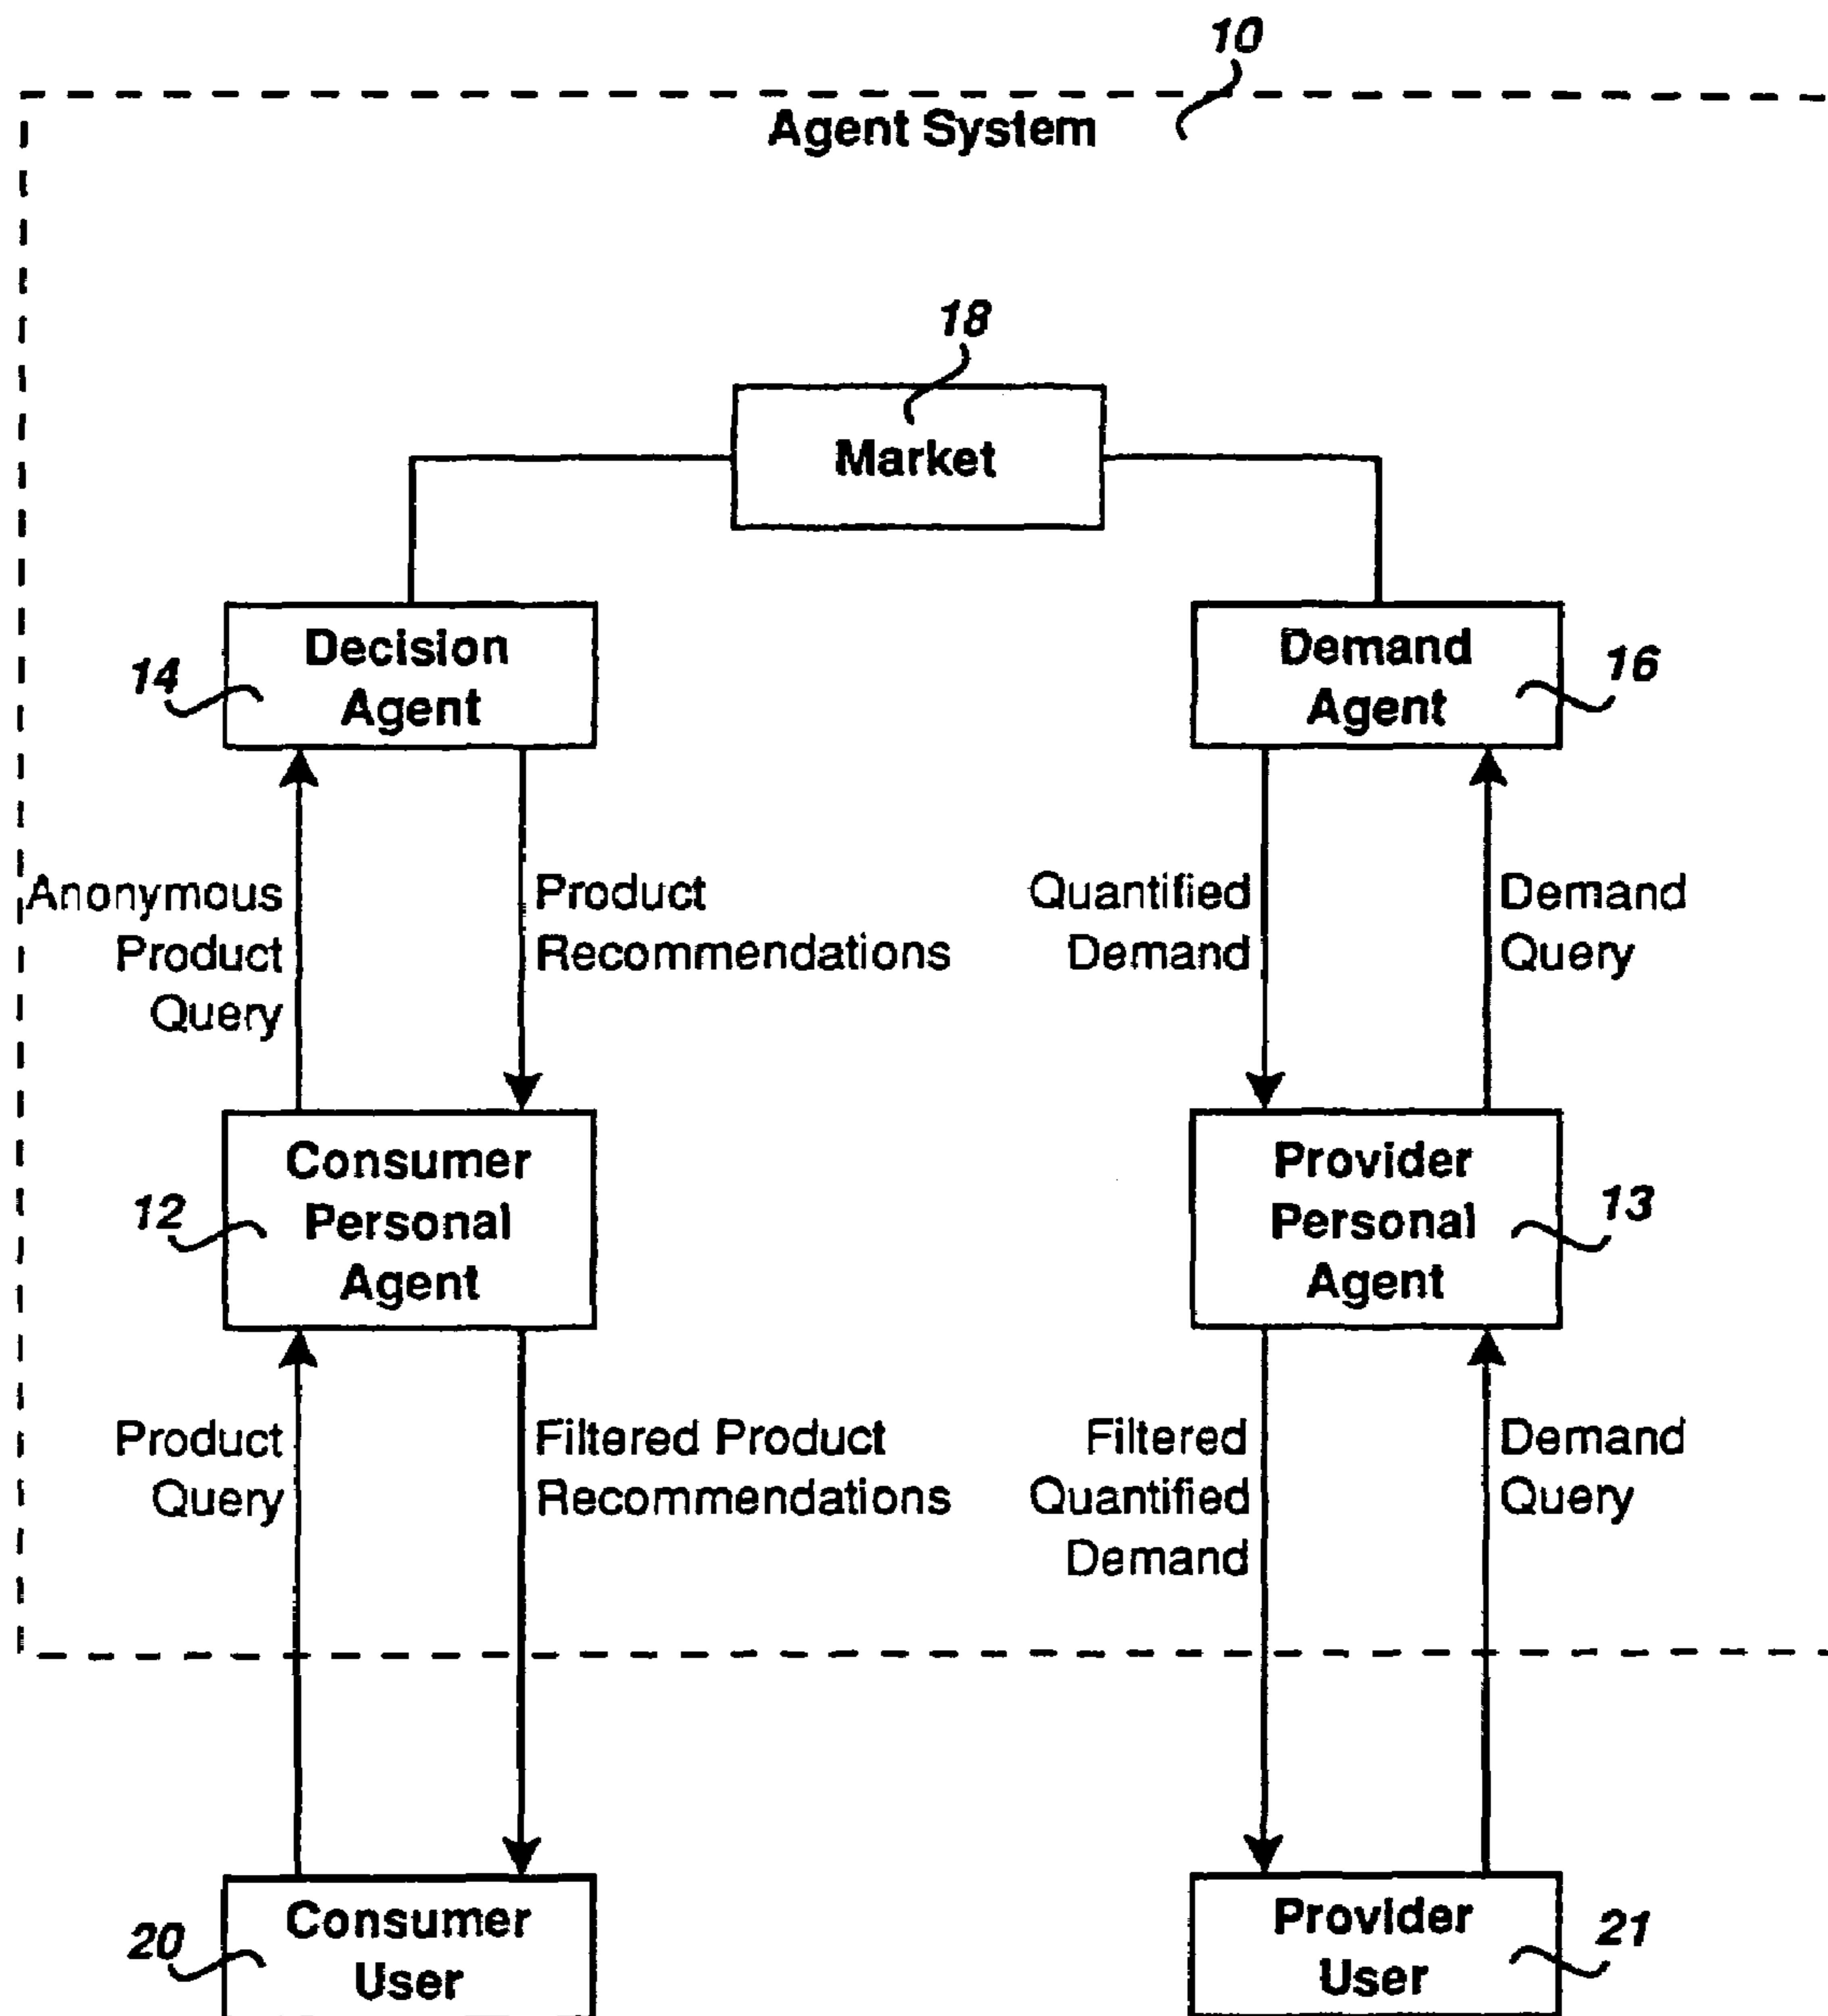 10
Agent System
18
Market
Decision
Agent
14
Demand
Agent
16
Anonymous
Product
Query
Product
Recommendations
Quantified
Demand
Demand
Query
Consumer
Personal
Agent
12
Provider
Personal
Agent
13
Product
Query
Filtered Product
Recommendations
Filtered
Quantified
Demand
Demand
Query
Consumer
User
20
Provider
User
21